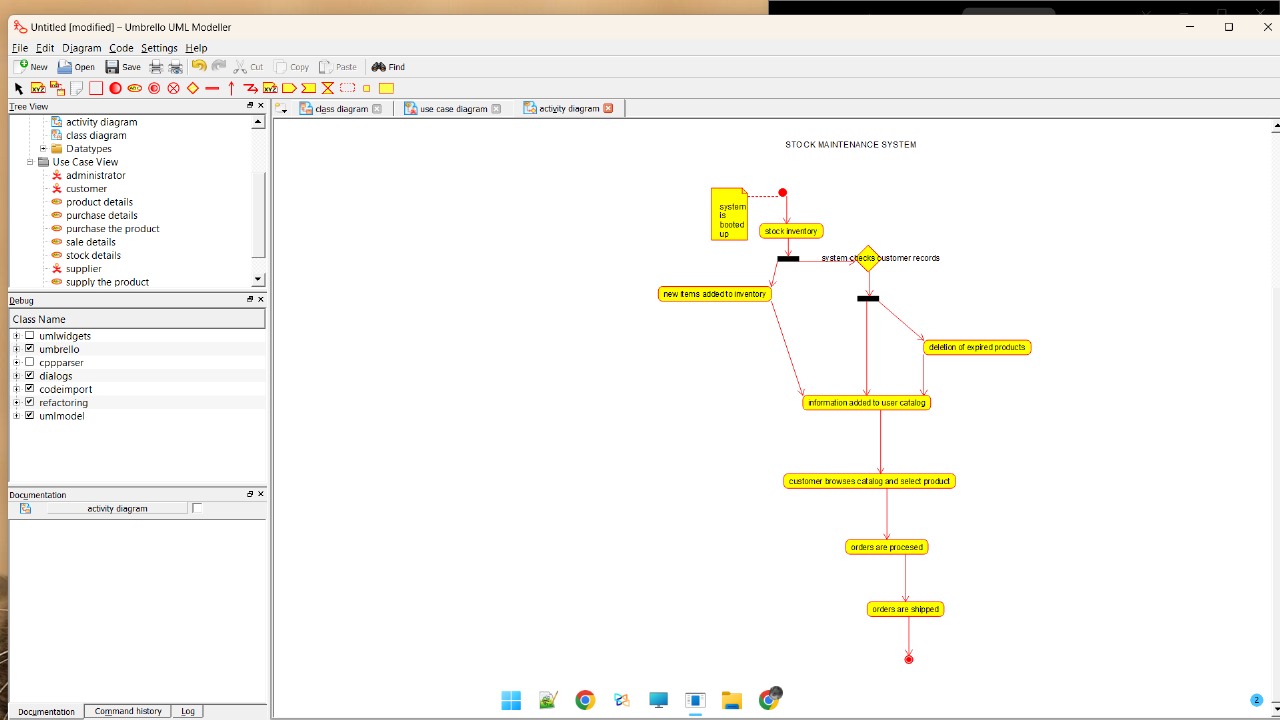 Untitled [modified] – Umbrello UML Modeller
File Edit Diagram Code Settings Help
New Open Save Cut Copy Paste Find
Tree View
class diagram use case diagram activity diagram
activity diagram
class diagram
Datatypes
Use Case View
administrator
customer
product details
purchase details
purchase the product
sale details
stock details
supplier
supply the product
Debug
Class Name
umlwidgets
umbrello
cppparser
dialogs
codeimport
refactoring
umlmodel
Documentation
activity diagram
Documentation Command history Log
STOCK MAINTENANCE SYSTEM
system
is
booted
up
stock inventory
system checks customer records
new items added to inventory
deletion of expired products
information added to user catalog
customer browses catalog and select product
orders are procesed
orders are shipped
2